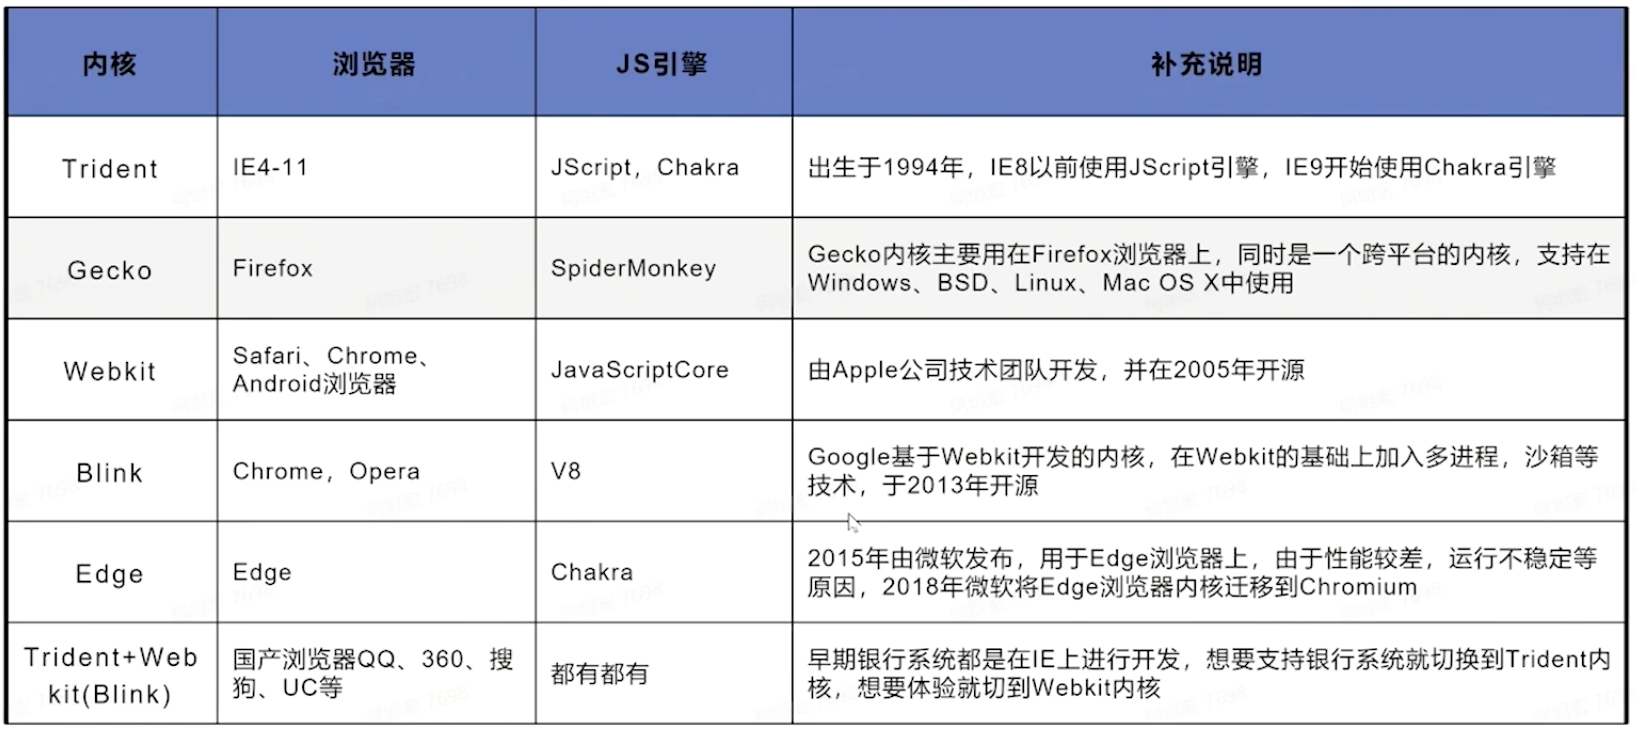 内核 浏览器 JS引擎 补充说明
Trident IE4-11 JScript，Chakra 出生于1994年，IE8以前使用JScript引擎，IE9开始使用Chakra引擎
Gecko Firefox SpiderMonkey Gecko内核主要用在Firefox浏览器上，同时是一个跨平台的内核，支持在
Windows、BSD、Linux、Mac OS X中使用
Webkit Safari、Chrome、
Android浏览器 JavaScriptCore 由Apple公司技术团队开发，并在2005年开源
Blink Chrome，Opera V8 Google基于Webkit开发的内核，在Webkit的基础上加入多进程，沙箱等
技术，于2013年开源
Edge Edge Chakra 2015年由微软发布，用于Edge浏览器上，由于性能较差，运行不稳定等
原因，2018年微软将Edge浏览器内核迁移到Chromium
Trident+Web
kit(Blink) 国产浏览器QQ、360、搜
狗、UC等 都有都有 早期银行系统都是在IE上进行开发，想要支持银行系统就切换到Trident内
核，想要体验就切到Webkit内核